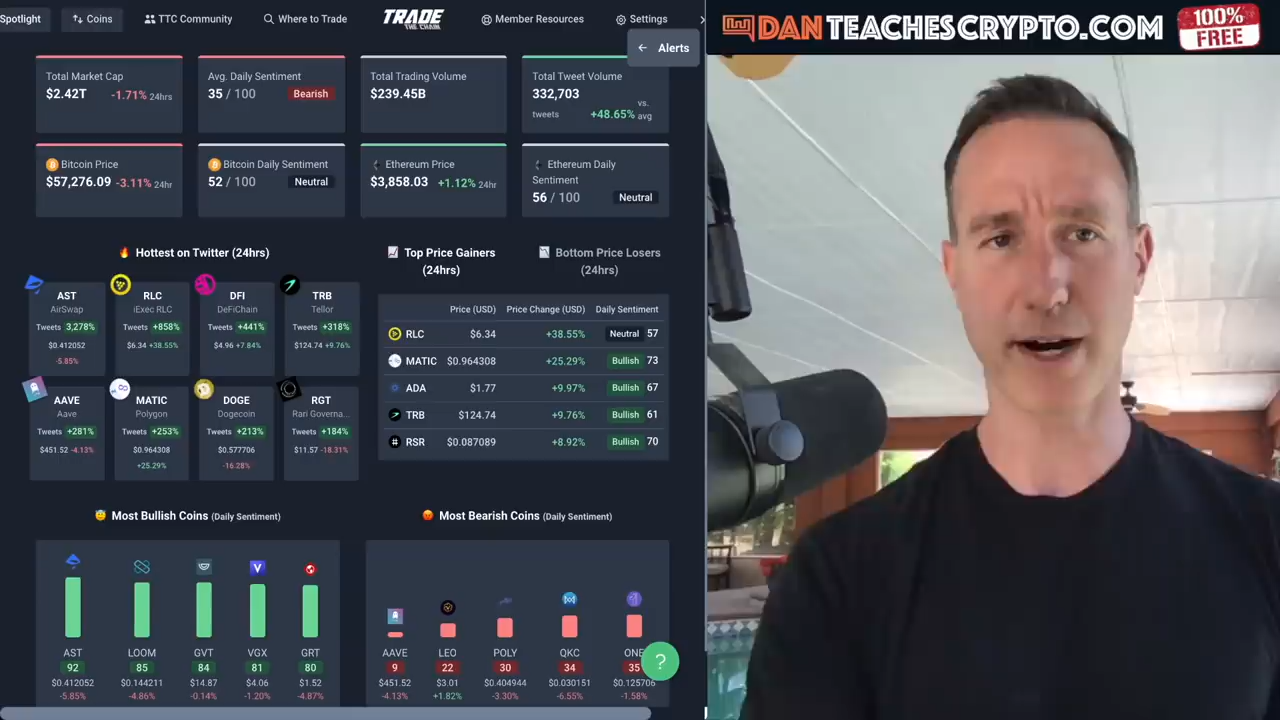 Spotlight
Coins
TTC Community
Where to Trade
TRADE
THE CHAIN
Member Resources
Settings
Alerts
DANTEACHESCRYPTO.COM
100%
FREE
Total Market Cap
$2.42T -1.71% 24hrs
Avg. Daily Sentiment
35 / 100 Bearish
Total Trading Volume
$239.45B
Total Tweet Volume
332,703
tweets +48.65% vs. avg
Bitcoin Price
$57,276.09 -3.11% 24hr
Bitcoin Daily Sentiment
52 / 100 Neutral
Ethereum Price
$3,858.03 +1.12% 24hr
Ethereum Daily
Sentiment
56 / 100 Neutral
Hottest on Twitter (24hrs)
AST
AirSwap
Tweets 3,278%
$0.412052
-5.85%
RLC
iExec RLC
Tweets +858%
$6.34 +38.55%
DFI
DeFiChain
Tweets +441%
$4.96 +7.84%
TRB
Tellor
Tweets +318%
$124.74 +9.76%
AAVE
Aave
Tweets +281%
$451.52 -4.13%
MATIC
Polygon
Tweets +253%
$0.964308
+25.29%
DOGE
Dogecoin
Tweets +213%
$0.577706
-16.28%
RGT
Rari Governa...
Tweets +184%
$11.57 -18.31%
Top Price Gainers
(24hrs)
Bottom Price Losers
(24hrs)
Price (USD) Price Change (USD) Daily Sentiment
RLC $6.34 +38.55% Neutral 57
MATIC $0.964308 +25.29% Bullish 73
ADA $1.77 +9.97% Bullish 67
TRB $124.74 +9.76% Bullish 61
RSR $0.087089 +8.92% Bullish 70
Most Bullish Coins (Daily Sentiment)
AST LOOM GVT VGX GRT
92 85 84 81 80
$0.412052 $0.144211 $14.87 $4.06 $1.52
-5.85% -4.86% -0.14% -1.20% -4.87%
Most Bearish Coins (Daily Sentiment)
AAVE LEO POLY QKC ONE
9 22 30 34 35
$451.52 $3.01 $0.404944 $0.030151 $0.125706
-4.13% +1.82% -3.30% -6.55% -1.58%
?